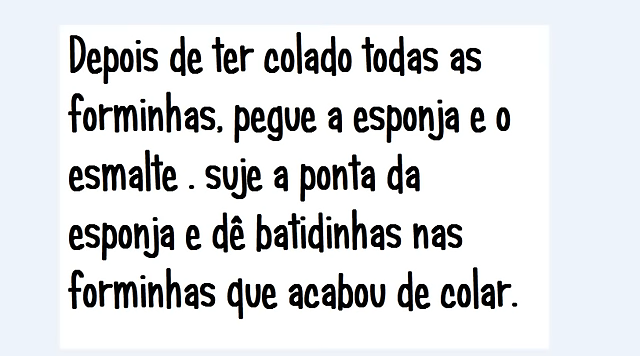 Depois de ter colado todas as
forminhas, pegue a esponja e o
esmalte . suje a ponta da
esponja e dê batidinhas nas
forminhas que acabou de colar.